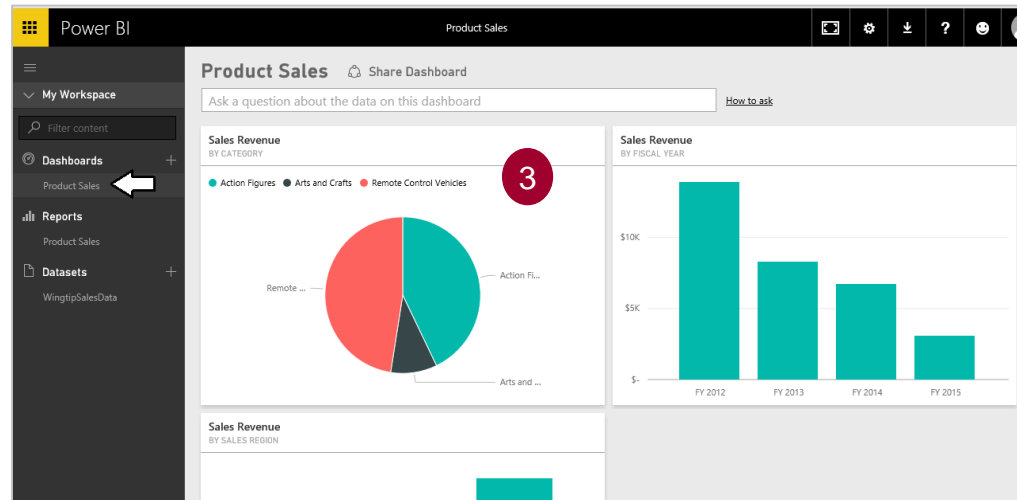 Power BI
Product Sales
?
My Workspace
Filter content
Dashboards
Product Sales
Reports
Product Sales
Datasets
WingtipSalesData
Product Sales
Share Dashboard
Ask a question about the data on this dashboard
How to ask
Sales Revenue
BY CATEGORY
Action Figures Arts and Crafts Remote Control Vehicles
3
Action Fi...
Remote ...
Arts and ...
Sales Revenue
BY FISCAL YEAR
$10K
$5K
$-
FY 2012 FY 2013 FY 2014 FY 2015
Sales Revenue
BY SALES REGION